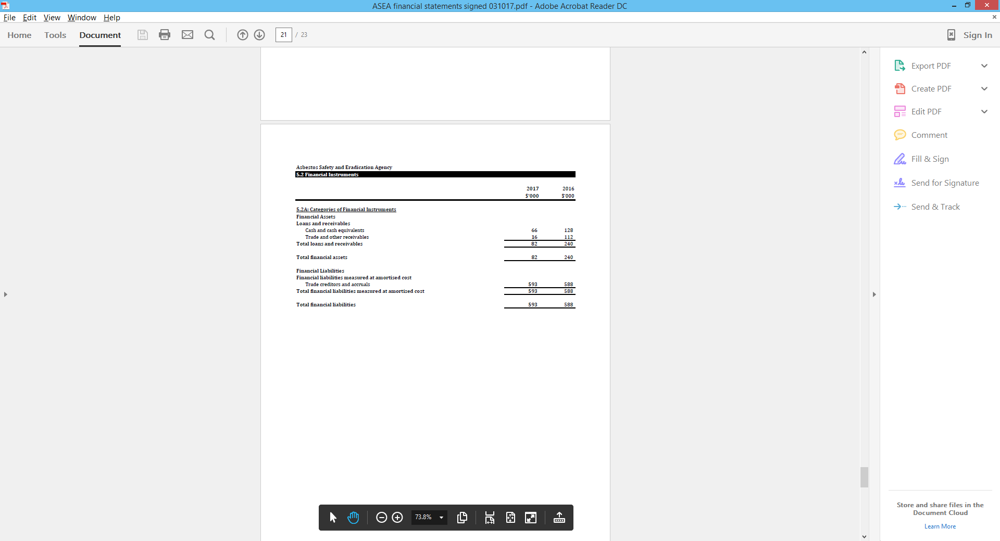 ASEA financial statements signed 031017.pdf - Adobe Acrobat Reader DC
File Edit View Window Help
Home Tools Document 21 / 23 Sign In
Export PDF
Create PDF
Edit PDF
Comment
Fill & Sign
Send for Signature
Send & Track
Asbestos Safety and Eradication Agency
5.2 Financial Instruments
2017 2016
$'000 $'000
5.2A: Categories of Financial Instruments
Financial Assets
Loans and receivables
Cash and cash equivalents 66 128
Trade and other receivables 16 112
Total loans and receivables 82 240
Total financial assets 82 240
Financial Liabilities
Financial liabilities measured at amortised cost
Trade creditors and accruals 593 588
Total financial liabilities measured at amortised cost 593 588
Total financial liabilities 593 588
73.8%
Store and share files in the
Document Cloud
Learn More